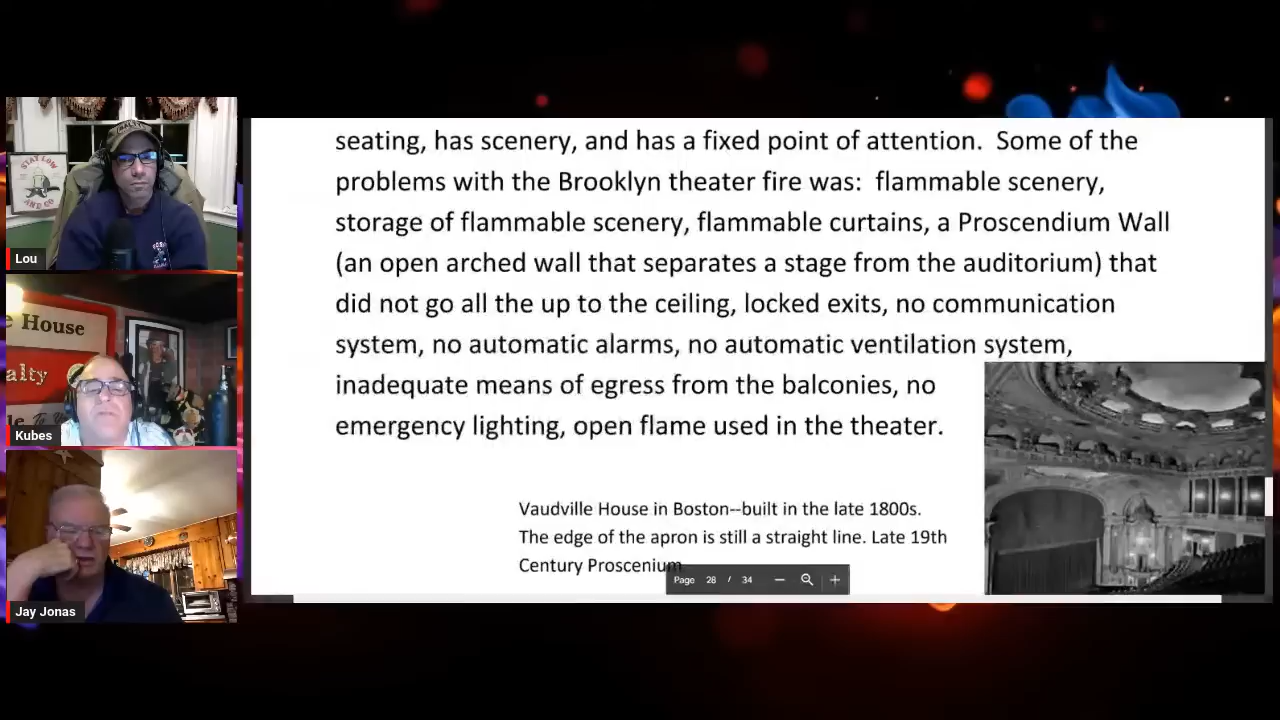 seating, has scenery, and has a fixed point of attention.  Some of the
problems with the Brooklyn theater fire was:  flammable scenery,
storage of flammable scenery, flammable curtains, a Proscendium Wall
(an open arched wall that separates a stage from the auditorium) that
did not go all the up to the ceiling, locked exits, no communication
system, no automatic alarms, no automatic ventilation system,
inadequate means of egress from the balconies, no
emergency lighting, open flame used in the theater.
Vaudville House in Boston--built in the late 1800s.
The edge of the apron is still a straight line. Late 19th
Century Proscenium
Page 28 / 34
STAY LOW
AND GO
Lou
House
alty
Kubes
Jay Jonas